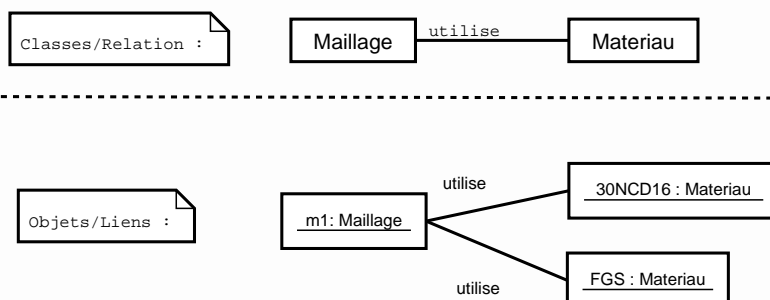 Classes/Relation :
Maillage
utilise
Materiau
Objets/Liens :
m1: Maillage
utilise
30NCD16 : Materiau
utilise
FGS : Materiau